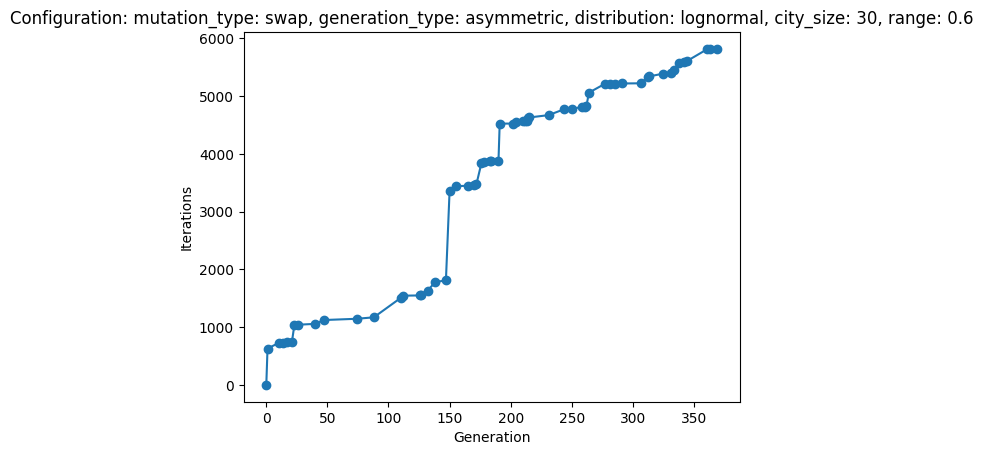 Configuration: mutation_type: swap, generation_type: asymmetric, distribution: lognormal, city_size: 30, range: 0.6
6000
5000
4000
3000
2000
1000
0
Iterations
0 50 100 150 200 250 300 350
Generation